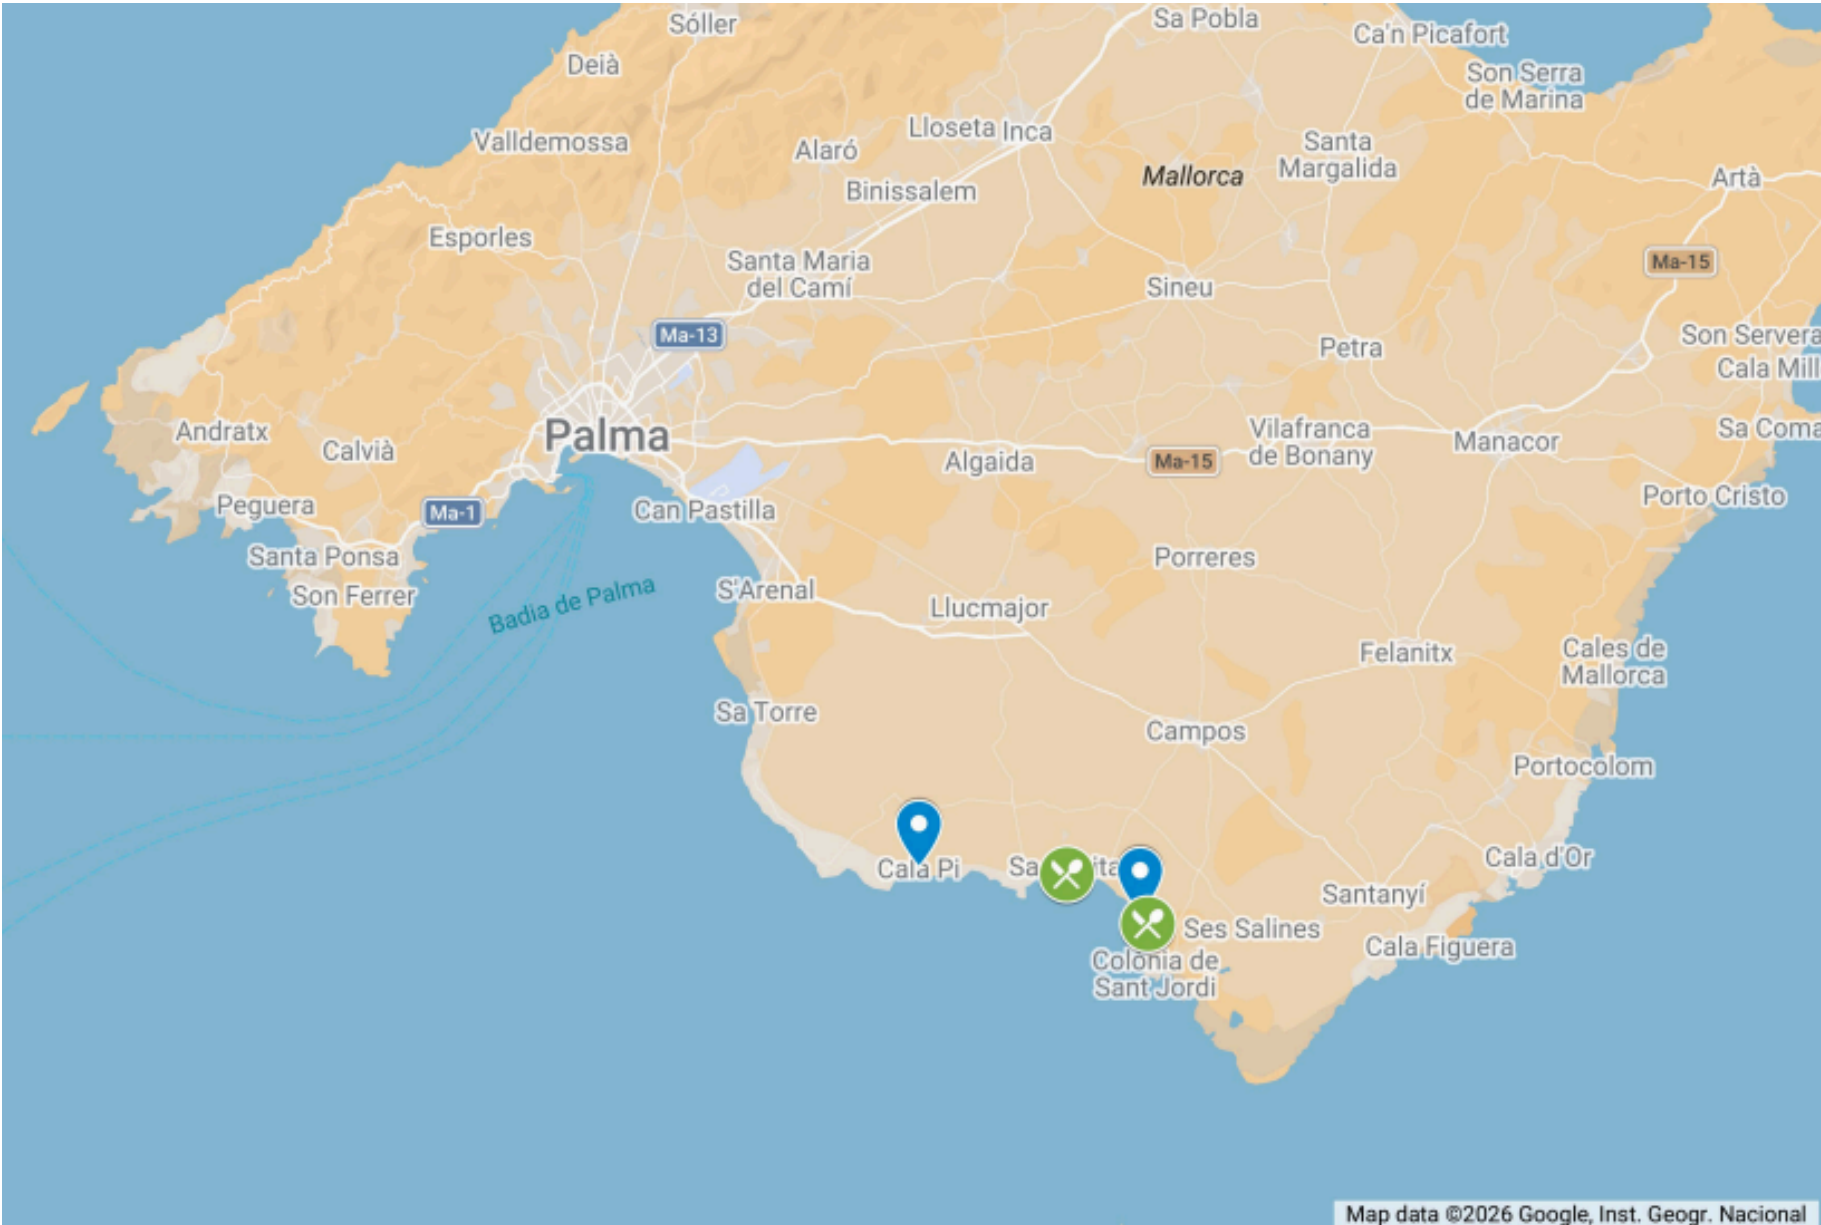 Sóller
Sa Pobla
Ca'n Picafort
Deià
Son Serra
de Marina
Valldemossa
Alaró
Lloseta
Inca
Mallorca
Santa
Margalida
Binissalem
Artà
Esporles
Santa Maria
del Camí
Sineu
Ma-15
Ma-13
Petra
Son Servera
Cala Mill
Andratx
Calvià
Palma
Algaida
Ma-15
Vilafranca
de Bonany
Manacor
Sa Coma
Peguera
Ma-1
Can Pastilla
Porto Cristo
Santa Ponsa
Porreres
Son Ferrer
Badia de Palma
S'Arenal
Llucmajor
Felanitx
Cales de
Mallorca
Sa Torre
Campos
Portocolom
Cala Pi
Sa
ita
Cala d'Or
Santanyí
Ses Salines
Cala Figuera
Colònia de
Sant Jordi
Map data ©2026 Google, Inst. Geogr. Nacional